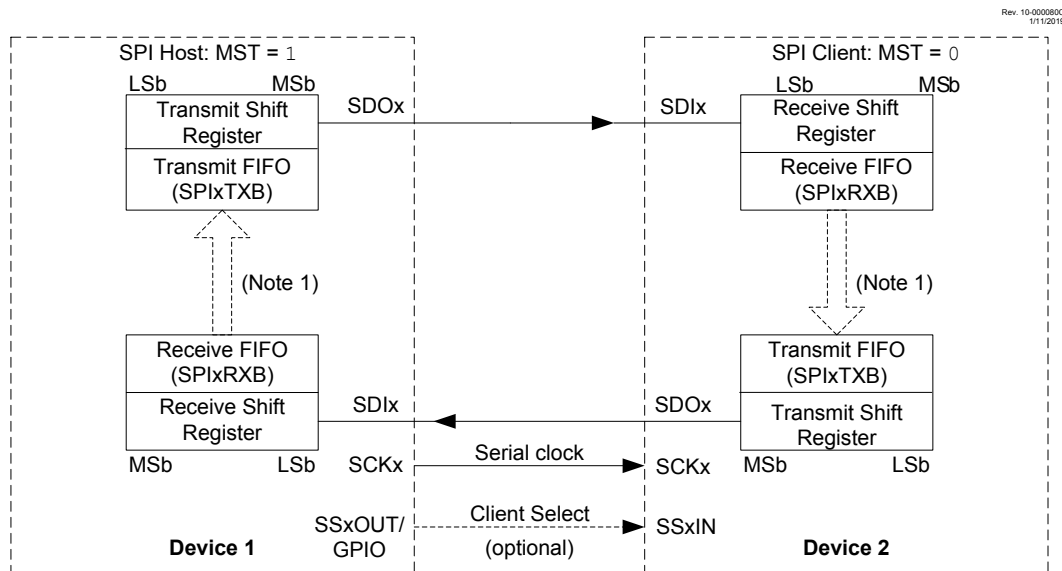 Rev. 10-000080C
1/11/2019
SPI Host: MST = 1
SPI Client: MST = 0
LSb
MSb
Transmit Shift
Register
Transmit FIFO
(SPIxTXB)
SDOx
SDIx
LSb
MSb
Receive Shift
Register
Receive FIFO
(SPIxRXB)
(Note 1)
(Note 1)
Receive FIFO
(SPIxRXB)
Receive Shift
Register
MSb
LSb
SDIx
SDOx
Transmit FIFO
(SPIxTXB)
Transmit Shift
Register
MSb
LSb
SCKx
Serial clock
SCKx
SSxOUT/
GPIO
Client Select
(optional)
SSxIN
Device 1
Device 2